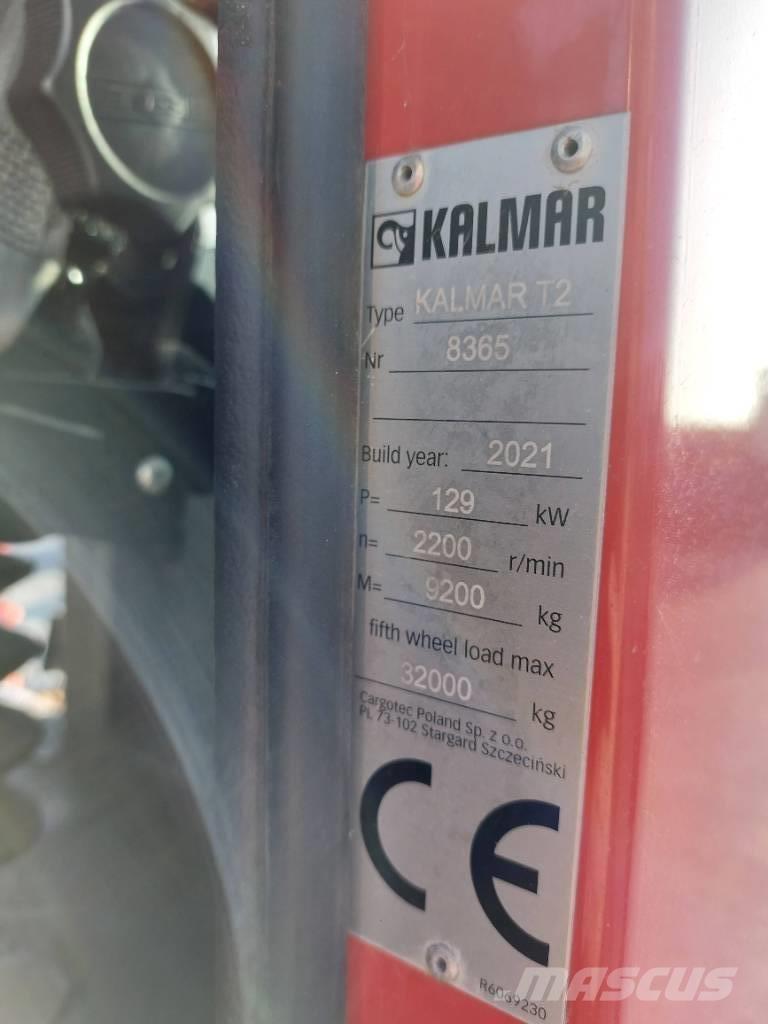 KALMAR
Type KALMAR T2
Nr 8365
Build year: 2021
P= 129 kW
n= 2200 r/min
M= 9200 kg
fifth wheel load max
32000 kg
Cargotec Poland Sp. z o.o.
PL 73-102 Stargard Szczeciński
CE
R6069230
MASCUS